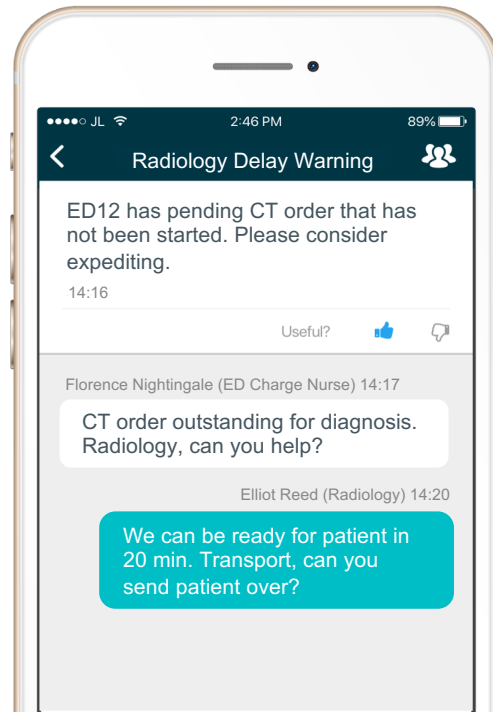 JL 2:46 PM 89%
Radiology Delay Warning
ED12 has pending CT order that has
not been started. Please consider
expediting.
14:16
Useful?
Florence Nightingale (ED Charge Nurse) 14:17
CT order outstanding for diagnosis.
Radiology, can you help?
Elliot Reed (Radiology) 14:20
We can be ready for patient in
20 min. Transport, can you
send patient over?